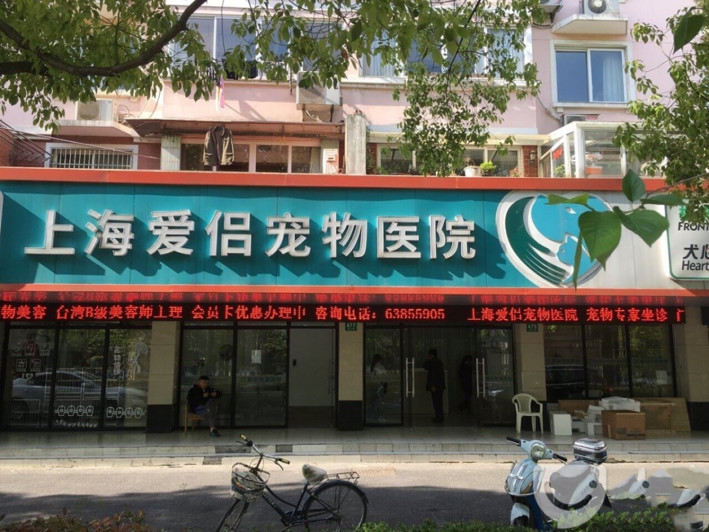 上海爱侣宠物医院
FRONT
犬心
Heart
物美容 台湾B级美容师主理 会员卡优惠办理中 咨询电话：63855905 上海爱侣宠物医院 宠物专家坐诊